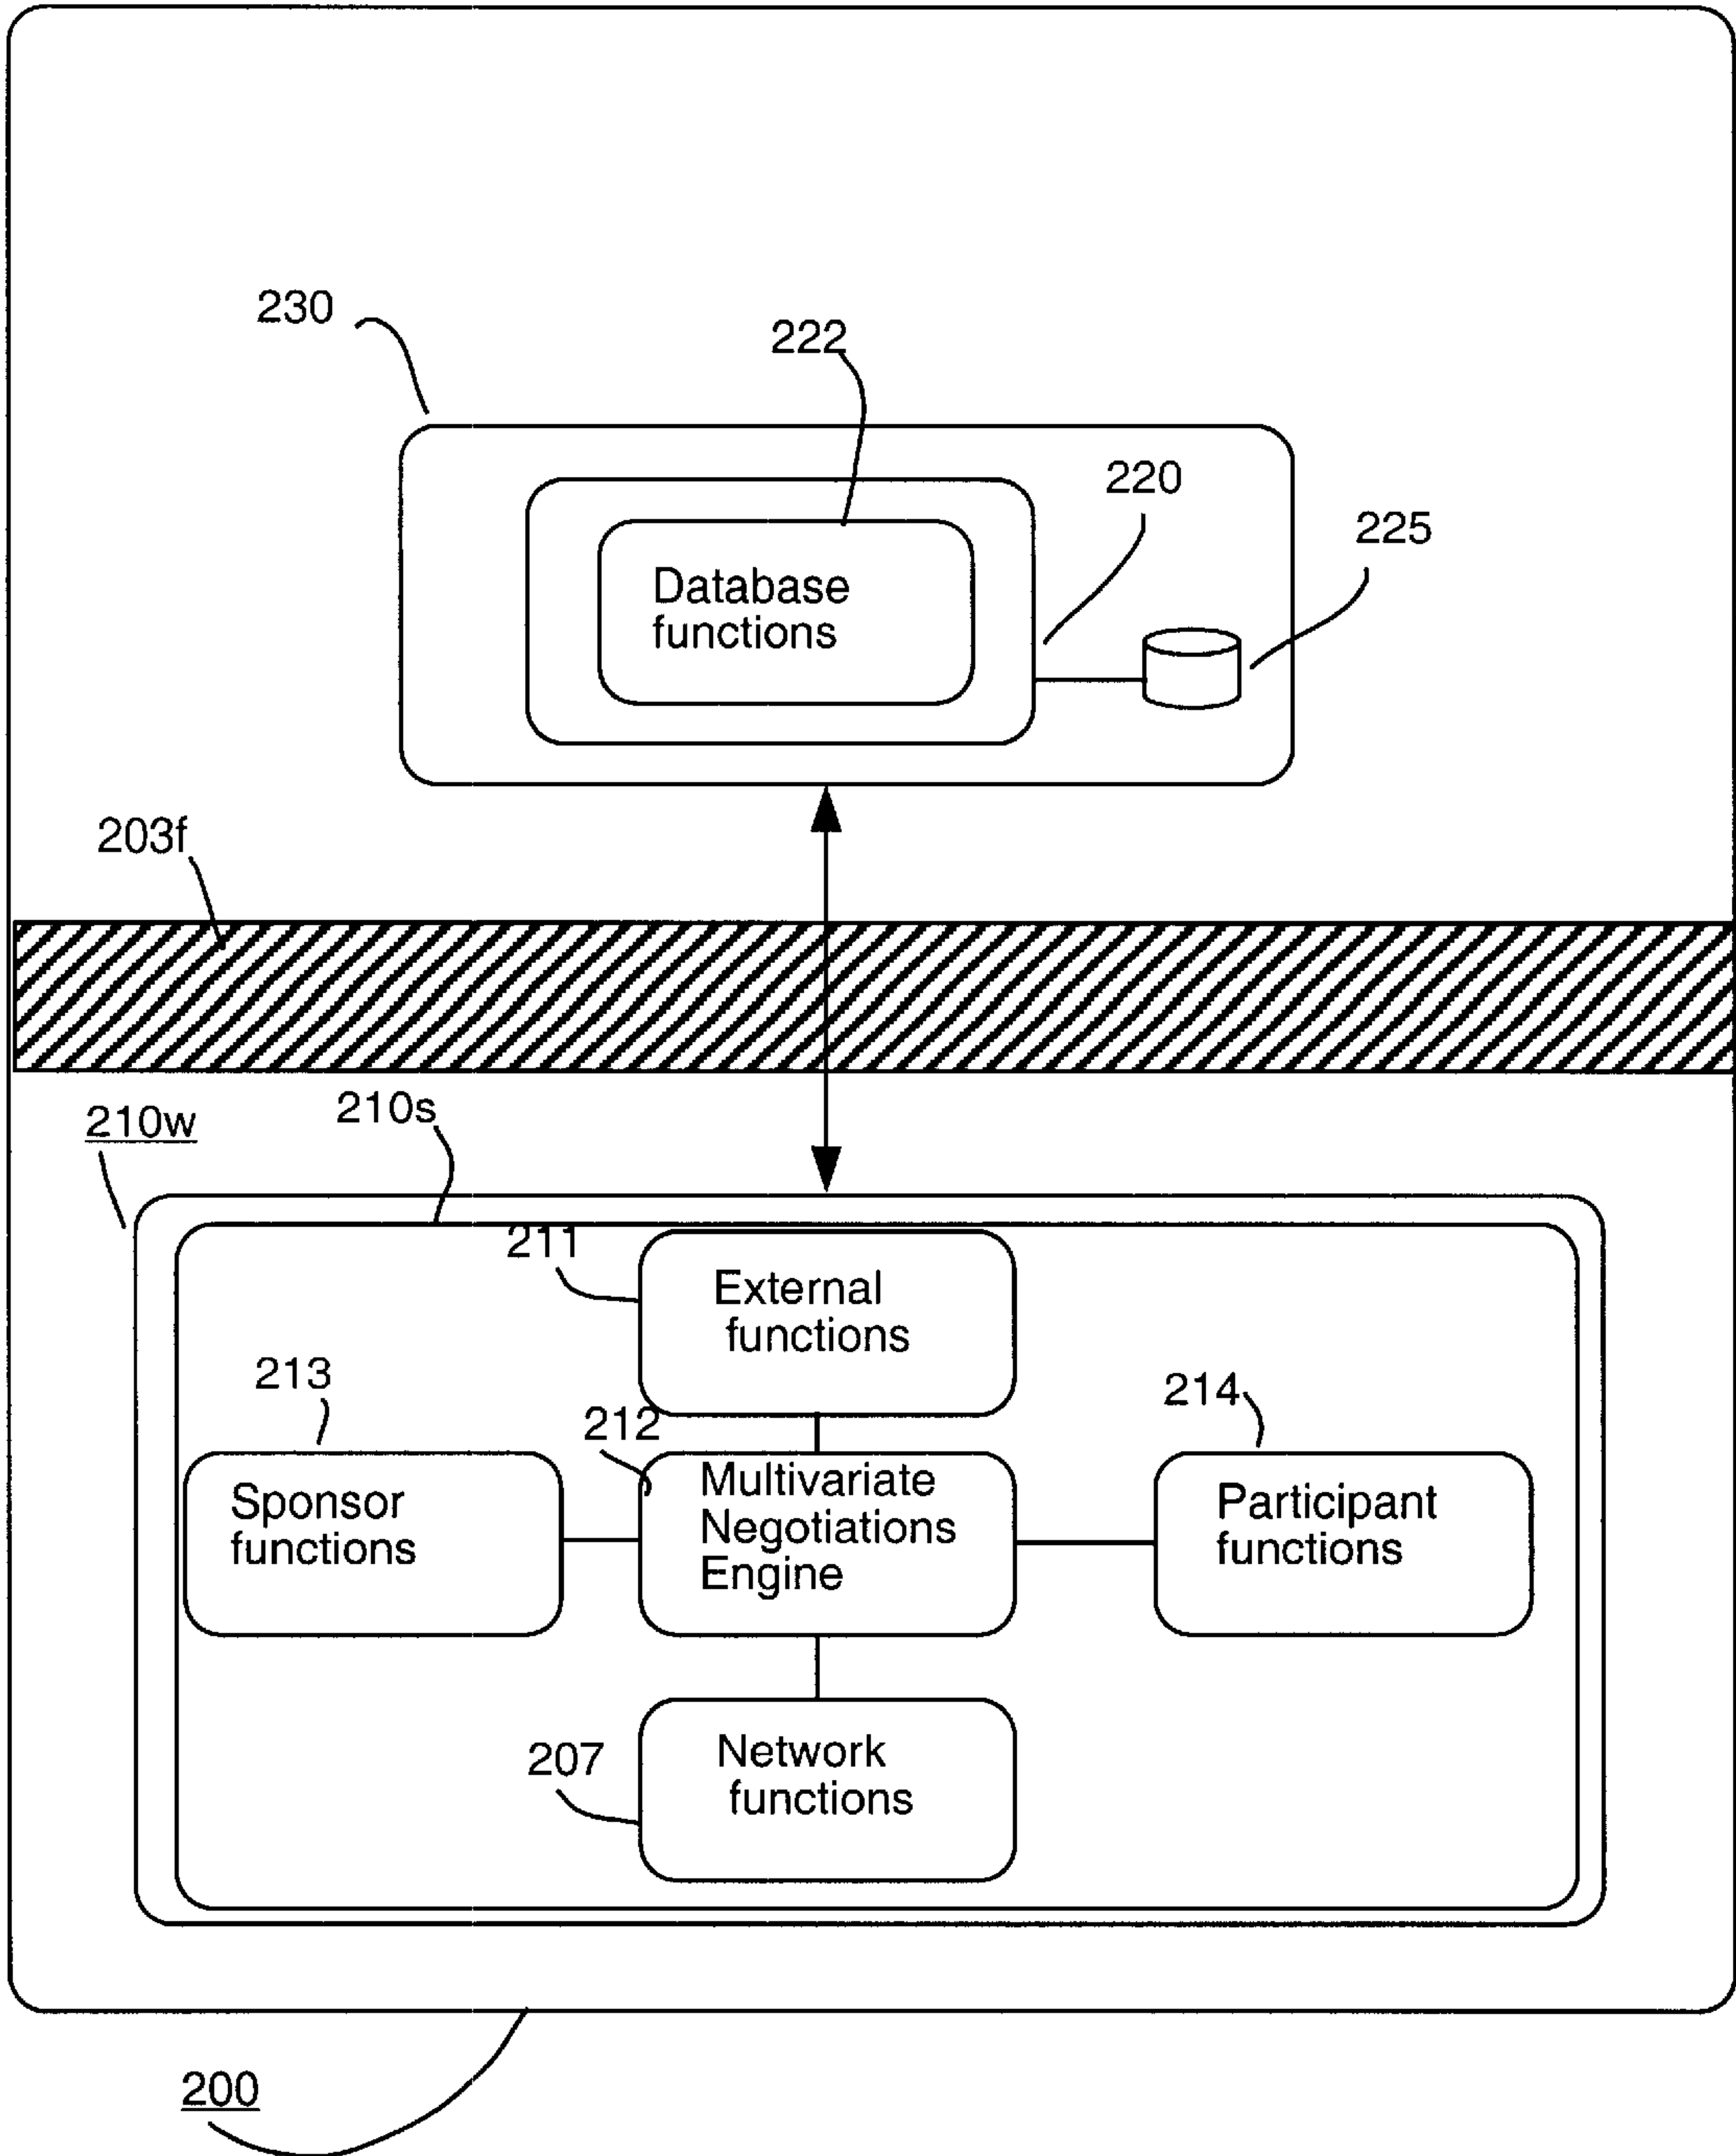 230
222
220
225
Database
functions
203f
210w
210s
211
External
functions
213
214
212
Sponsor
functions
Multivariate
Negotiations
Engine
Participant
functions
207
Network
functions
200